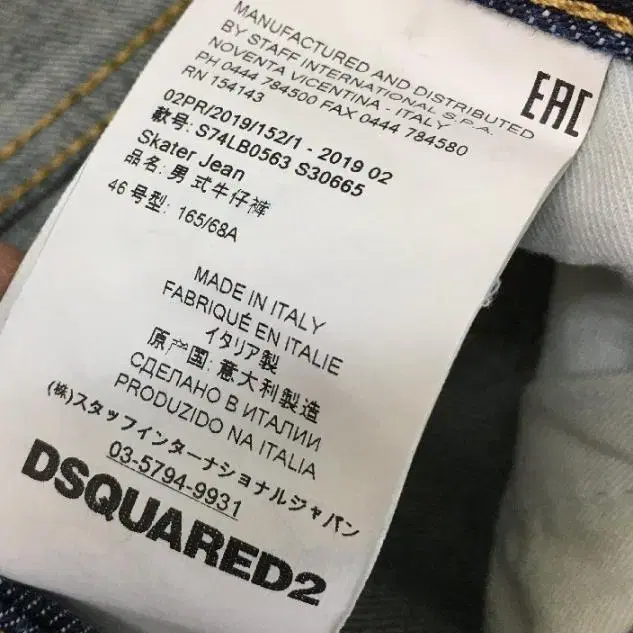 MANUFACTURED AND DISTRIBUTED
BY STAFF INTERNATIONAL S.P.A.
NOVENTA VICENTINA - ITALY
PH 0444 784500 FAX 0444 784580
RN 154143
EAC
02PR/2019/152/1 - 2019 02
款号: S74LB0563 S30665
Skater Jean
品名: 男式牛仔裤
46 号型: 165/68A
MADE IN ITALY
FABRIQUÉ EN ITALIE
イタリア製
原产国: 意大利製造
СДЕЛАНО В ИТАЛИИ
PRODUZIDO NA ITALIA
(株)スタッフインターナショナルジャパン
03-5794-9931
DSQUARED2